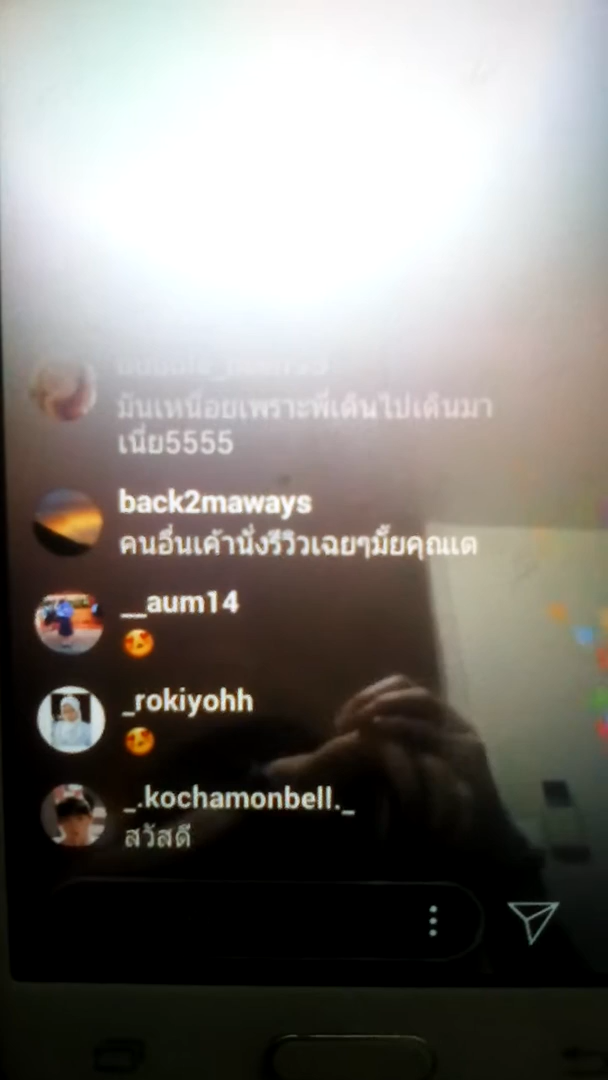 มันเหนื่อยเพราะพี่เดินไปเดินมา
เนี่ย5555
back2maways
คนอื่นเค้านั่งรีวิวเฉยๆมั้ยคุณเด
__aum14
😍
_rokiyohh
😍
_.kochamonbell._
สวัสดี